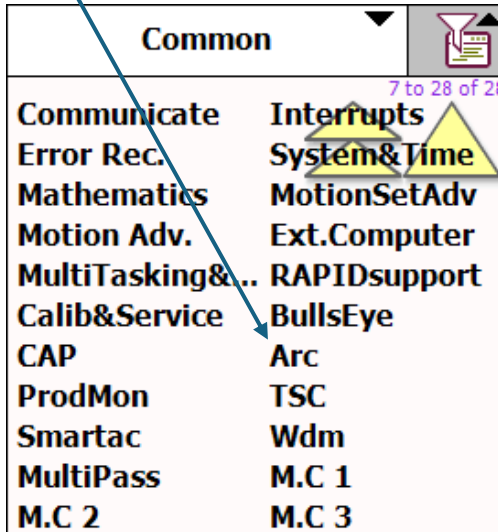 Common
7 to 28 of 28
Communicate Interrupts
Error Rec. System&Time
Mathematics MotionSetAdv
Motion Adv. Ext.Computer
MultiTasking&... RAPIDsupport
Calib&Service BullsEye
CAP Arc
ProdMon TSC
Smartac Wdm
MultiPass M.C 1
M.C 2 M.C 3